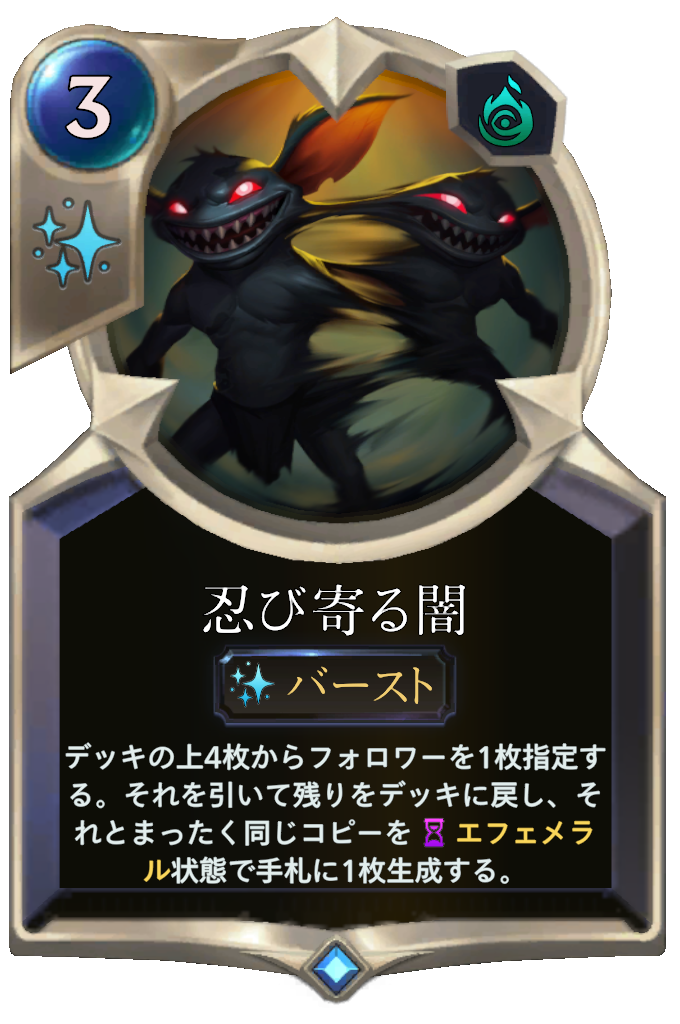 3
忍び寄る闇
バースト
デッキの上4枚からフォロワーを1枚指定す
る。それを引いて残りをデッキに戻し、そ
れとまったく同じコピーを エフェメラ
ル状態で手札に1枚生成する。